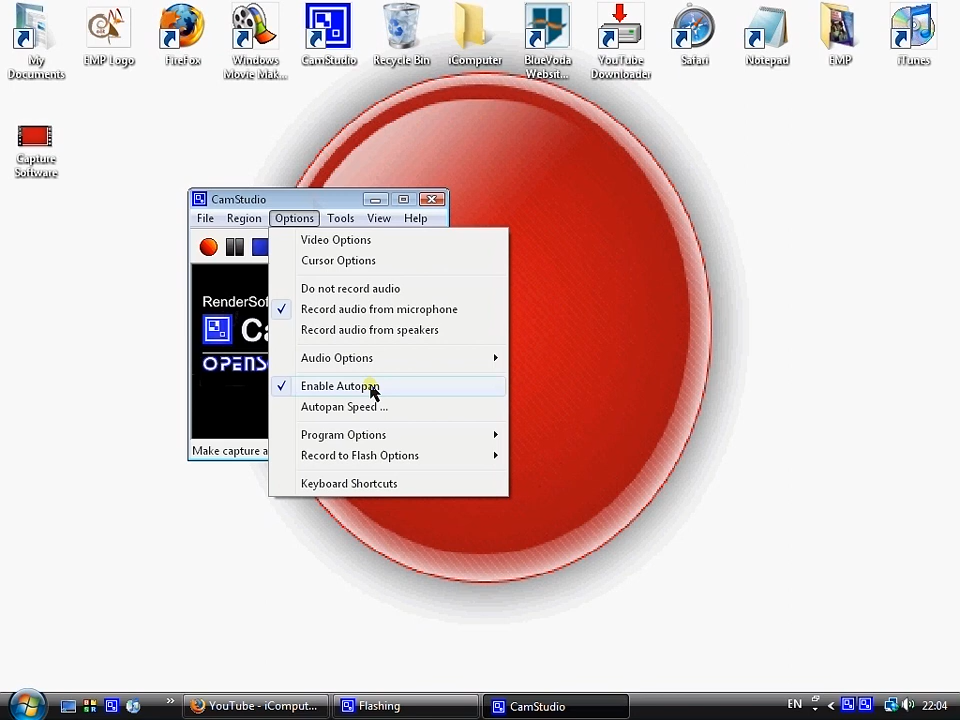 My Documents
EMP Logo
FireFox
Windows Movie Mak...
CamStudio
Recycle Bin
iComputer
BlueVoda Websit...
YouTube Downloader
Safari
Notepad
EMP
iTunes
Capture Software
CamStudio
File Region Options Tools View Help
RenderSof
Ca
OPENS
Make capture a
Video Options
Cursor Options
Do not record audio
Record audio from microphone
Record audio from speakers
Audio Options
Enable Autopan
Autopan Speed ...
Program Options
Record to Flash Options
Keyboard Shortcuts
YouTube - iComput...
Flashing
CamStudio
EN
22:04